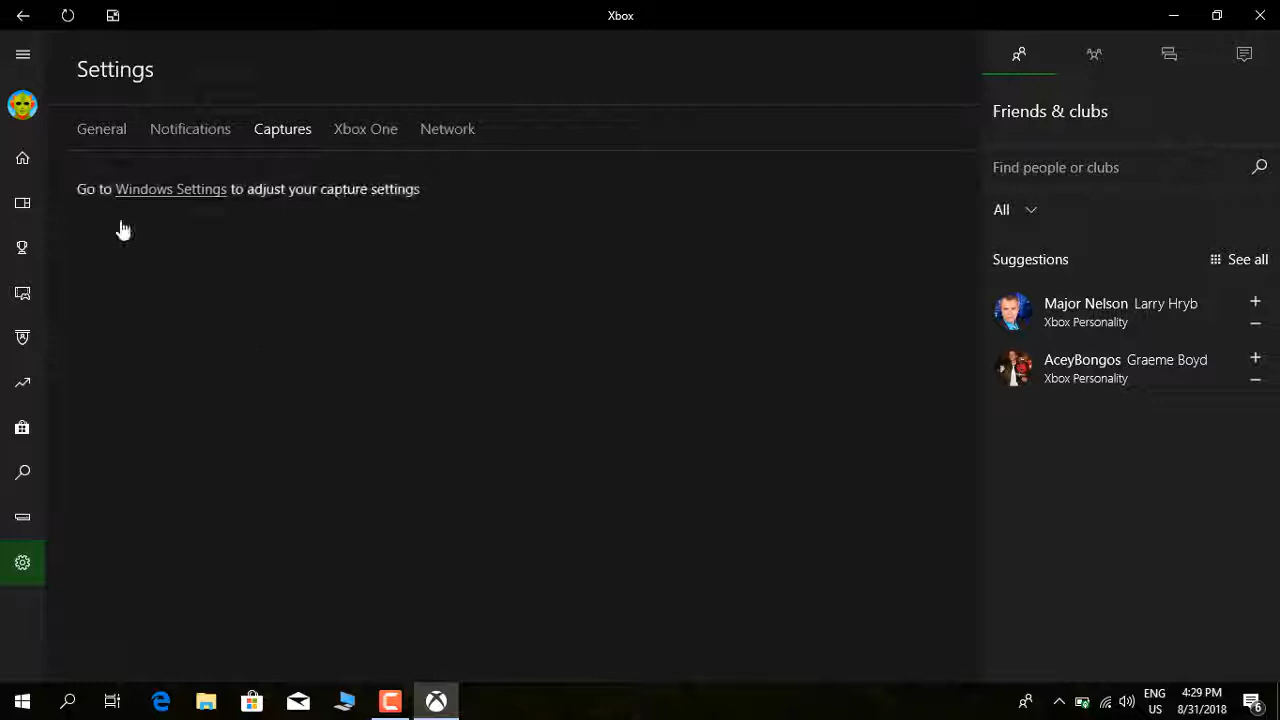 Xbox
Settings
General Notifications Captures Xbox One Network
Go to Windows Settings to adjust your capture settings
Friends & clubs
Find people or clubs
All
Suggestions
See all
Major Nelson Larry Hryb
Xbox Personality
AceyBongos Graeme Boyd
Xbox Personality
ENG
US
4:29 PM
8/31/2018
6